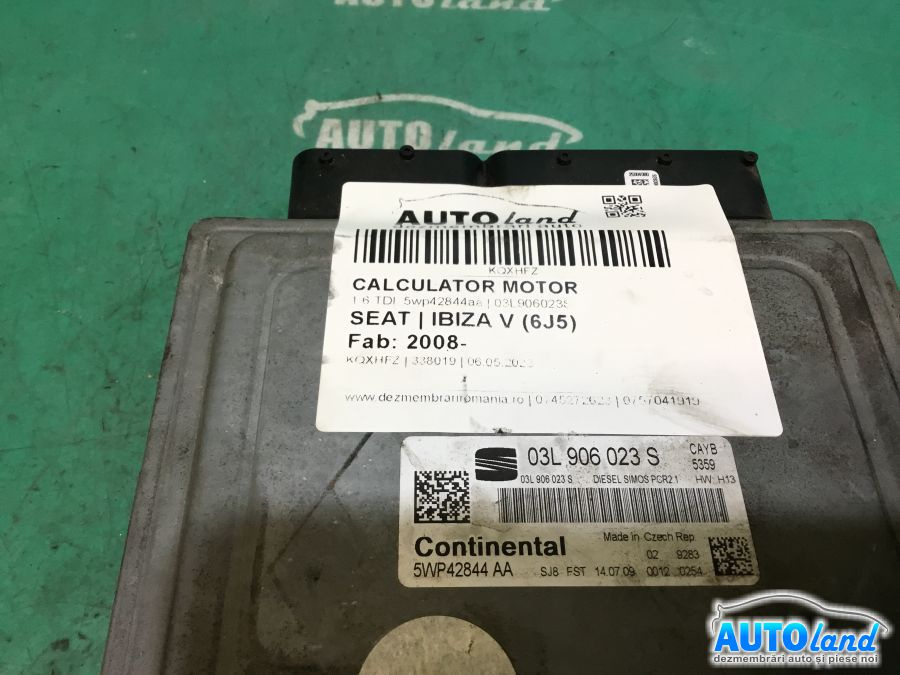 AUTOland
AUTOland
AUTOland
dezmembrări auto
KQXHFZ
CALCULATOR MOTOR
1.6 TDI 5wp42844aa | 03L906023S
SEAT | IBIZA V (6J5)
Fab: 2008-
KQXHFZ | 338019 | 06.05.2023
www.dezmembrariromania.ro | 0745272623 | 0757041919
03L 906 023 S
CAYB
5359
03L 906 023 S DIESEL SIMOS PCR2.1 HW H13
Continental
5WP42844 AA
Made in Czech Rep.
02 9283
SJ8 FST 14.07.09 0012 0254
AUTOland
dezmembrări auto și piese noi